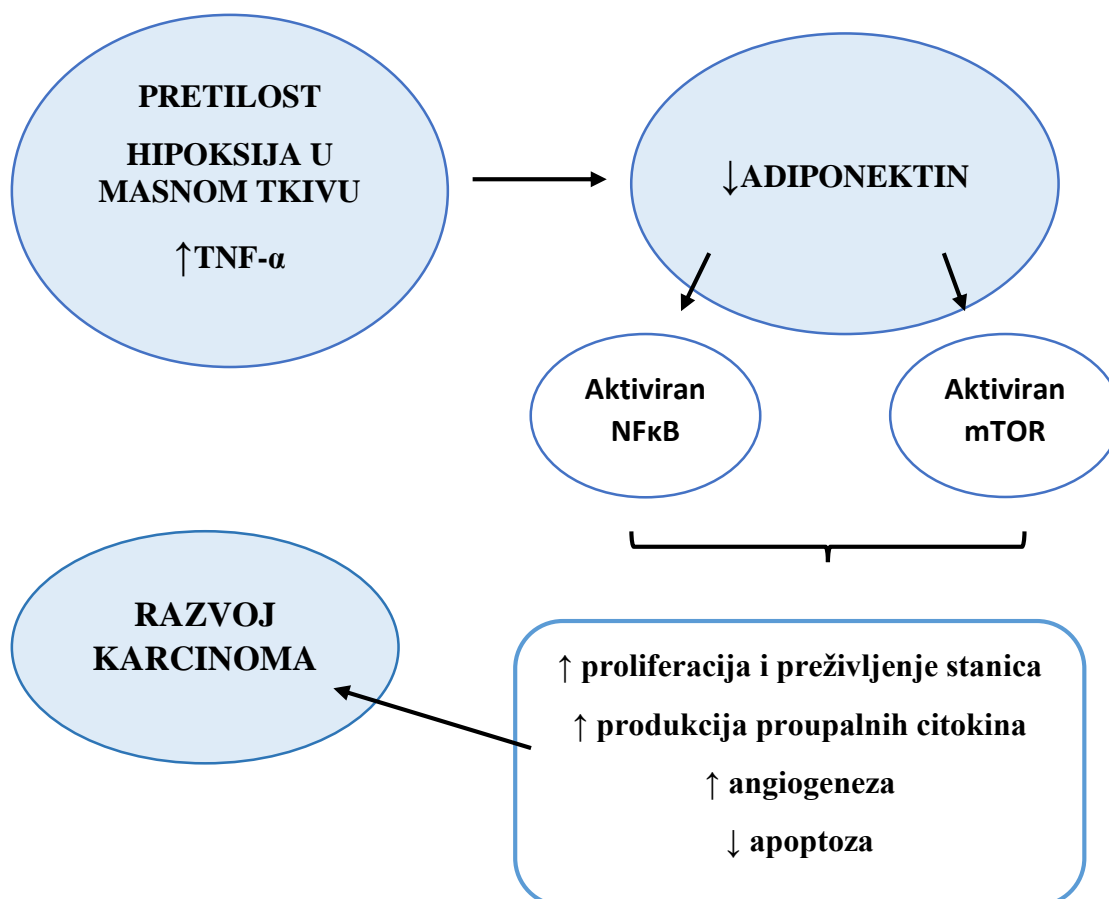 PRETILOST
HIPOKSIJA U
MASNOM TKIVU
↑TNF-α
↓ADIPONEKTIN
Aktiviran
NFκB
Aktiviran
mTOR
↑ proliferacija i preživljenje stanica
↑ produkcija proupalnih citokina
↑ angiogeneza
↓ apoptoza
RAZVOJ
KARCINOMA